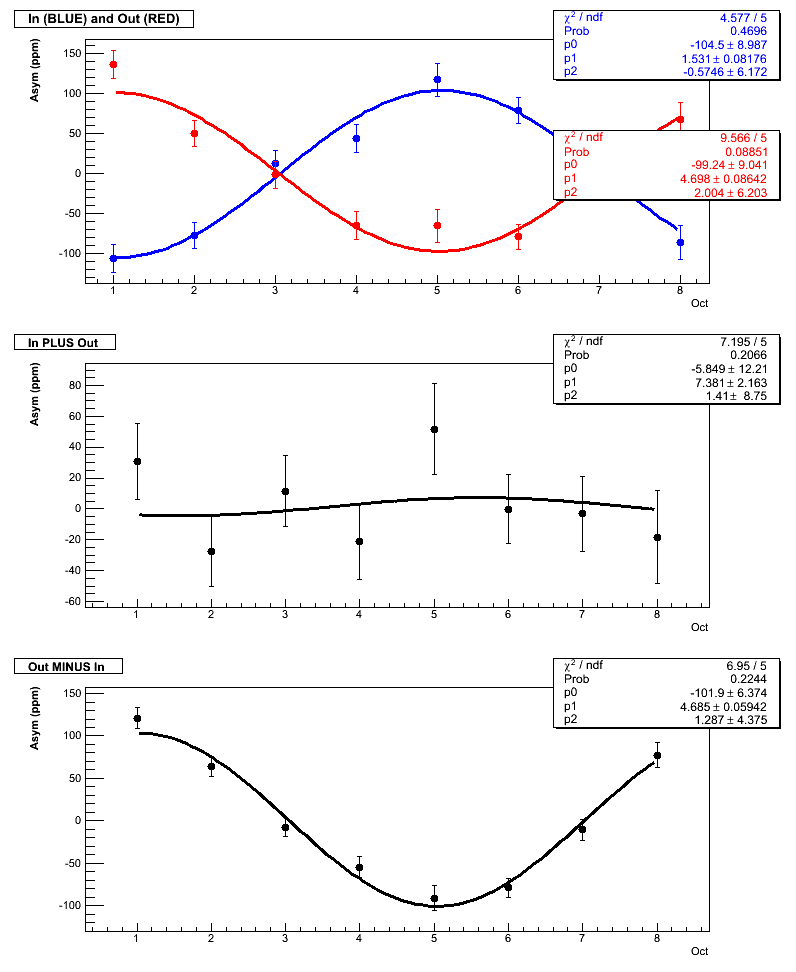 In (BLUE) and Out (RED)
χ² / ndf 4.577 / 5
Prob 0.4696
p0 -104.5 ± 8.987
p1 1.531 ± 0.08176
p2 -0.5746 ± 6.172
χ² / ndf 9.566 / 5
Prob 0.08851
p0 -99.24 ± 9.041
p1 4.698 ± 0.08642
p2 2.004 ± 6.203
Asym (ppm)
150
100
50
0
-50
-100
1 2 3 4 5 6 7 8
Oct
In PLUS Out
χ² / ndf 7.195 / 5
Prob 0.2066
p0 -5.849 ± 12.21
p1 7.381 ± 2.163
p2 1.41 ± 8.75
Asym (ppm)
80
60
40
20
0
-20
-40
-60
1 2 3 4 5 6 7 8
Oct
Out MINUS In
χ² / ndf 6.95 / 5
Prob 0.2244
p0 -101.9 ± 6.374
p1 4.685 ± 0.05942
p2 1.287 ± 4.375
Asym (ppm)
150
100
50
0
-50
-100
1 2 3 4 5 6 7 8
Oct